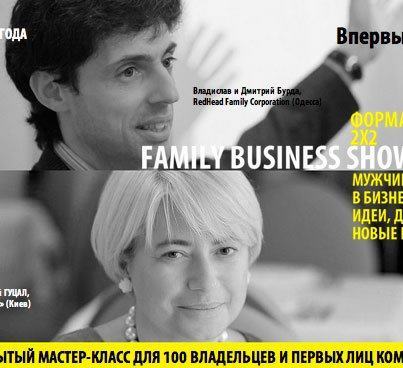 ГОДА
Впервы
Владислав и Дмитрий Бурда,
RedHead Family Corporation (Одесса)
ФОРМА
2X2
FAMILY BUSINESS SHOW
МУЖЧИ
В БИЗНЕ
ИДЕИ, Д
НОВЫЕ
ГУЦАЛ,
» (Киев)
ЫТЫЙ МАСТЕР-КЛАСС ДЛЯ 100 ВЛАДЕЛЬЦЕВ И ПЕРВЫХ ЛИЦ КОМ